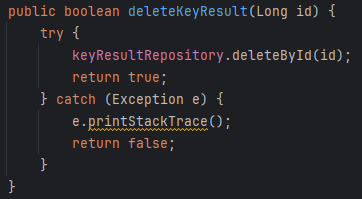 public boolean deleteKeyResult(Long id) {
    try {
        keyResultRepository.deleteById(id);
        return true;
    } catch (Exception e) {
        e.printStackTrace();
        return false;
    }
}